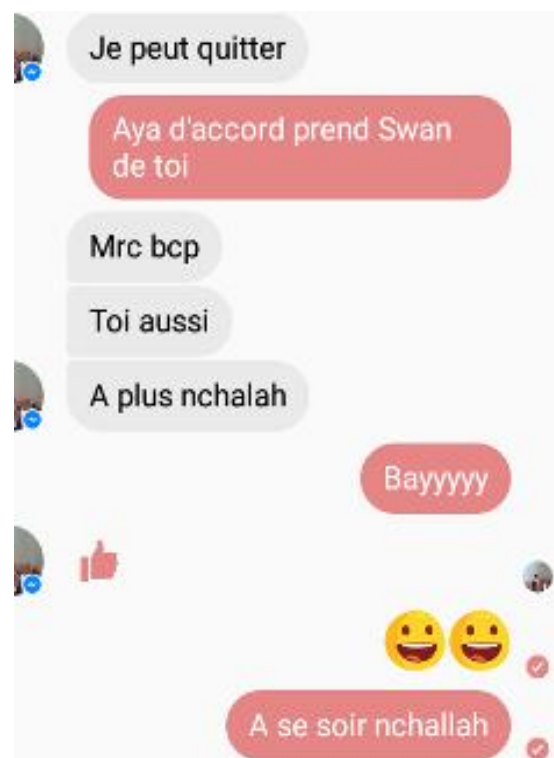 Je peut quitter
Aya d'accord prend Swan
de toi
Mrc bcp
Toi aussi
A plus nchalah
Bayyyyy
A se soir nchallah